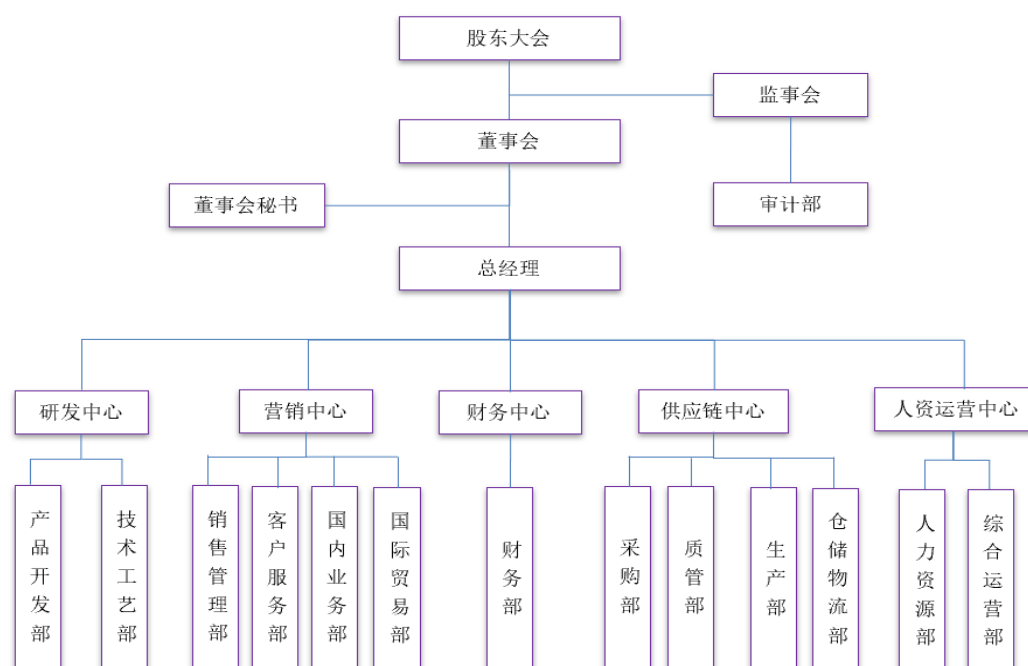 股东大会
监事会
董事会
董事会秘书
审计部
总经理
研发中心
营销中心
财务中心
供应链中心
人资运营中心
产品开发部
技术工艺部
销售管理部
客户服务部
国内业务部
国际贸易部
财务部
采购部
质管部
生产部
仓储物流部
人力资源部
综合运营部